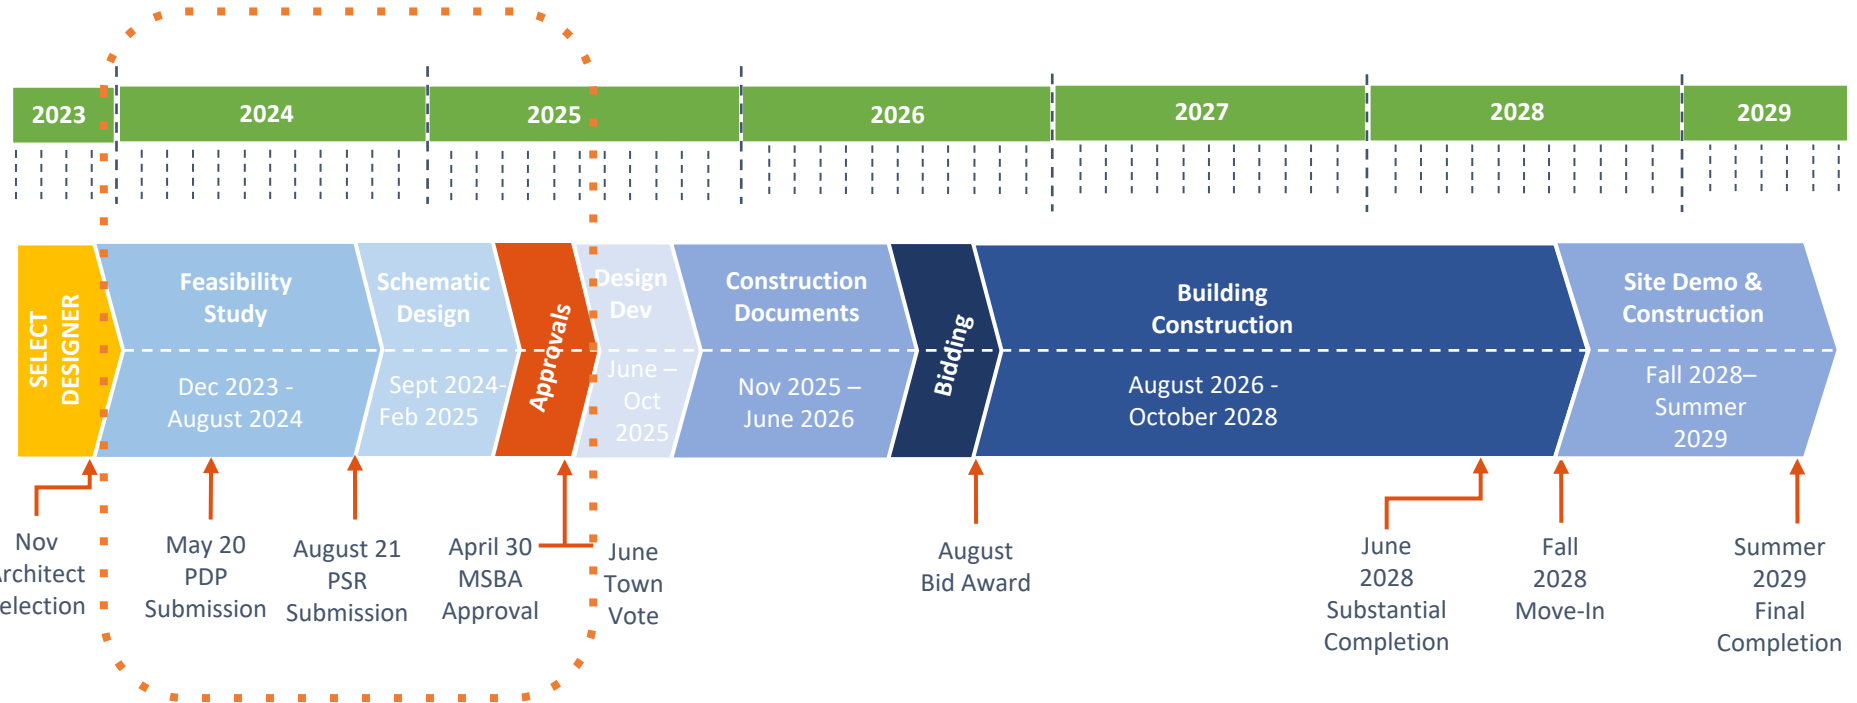 2023
2024
2025
2026
2027
2028
2029
SELECT
DESIGNER
Feasibility
Study
Dec 2023 -
August 2024
Schematic
Design
Sept 2024-
Feb 2025
Approvals
Design
Dev
June –
Oct
2025
Construction
Documents
Nov 2025 –
June 2026
Bidding
Building
Construction
August 2026 -
October 2028
Site Demo &
Construction
Fall 2028–
Summer
2029
Nov
rchitect
election
May 20
PDP
Submission
August 21
PSR
Submission
April 30
MSBA
Approval
June
Town
Vote
August
Bid Award
June
2028
Substantial
Completion
Fall
2028
Move-In
Summer
2029
Final
Completion